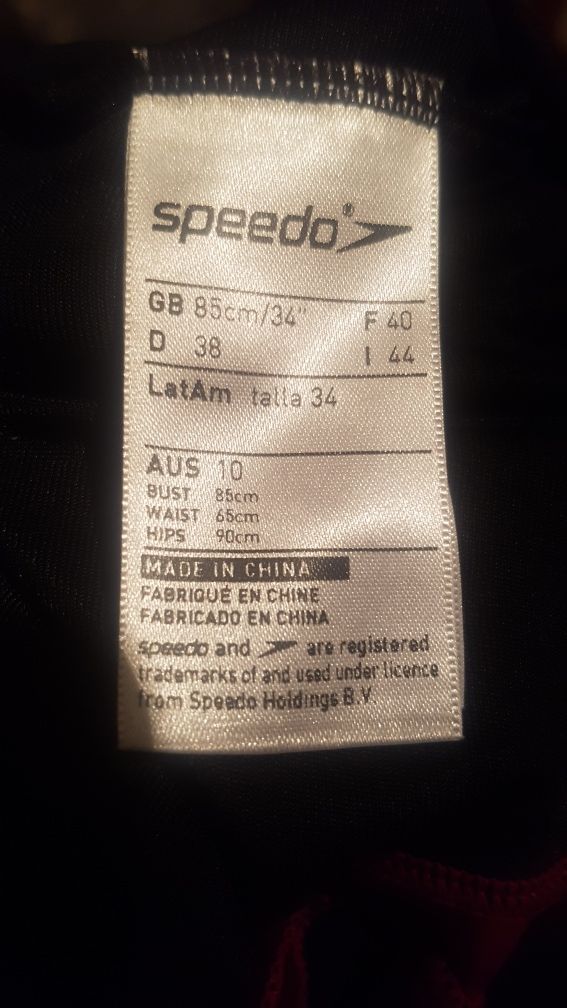 speedo®
GB 85cm/34" F 40
D 38 I 44
LatAm talla 34
AUS 10
BUST 85cm
WAIST 65cm
HIPS 90cm
MADE IN CHINA
FABRIQUÉ EN CHINE
FABRICADO EN CHINA
speedo and are registered
trademarks of and used under licence
from Speedo Holdings B.V